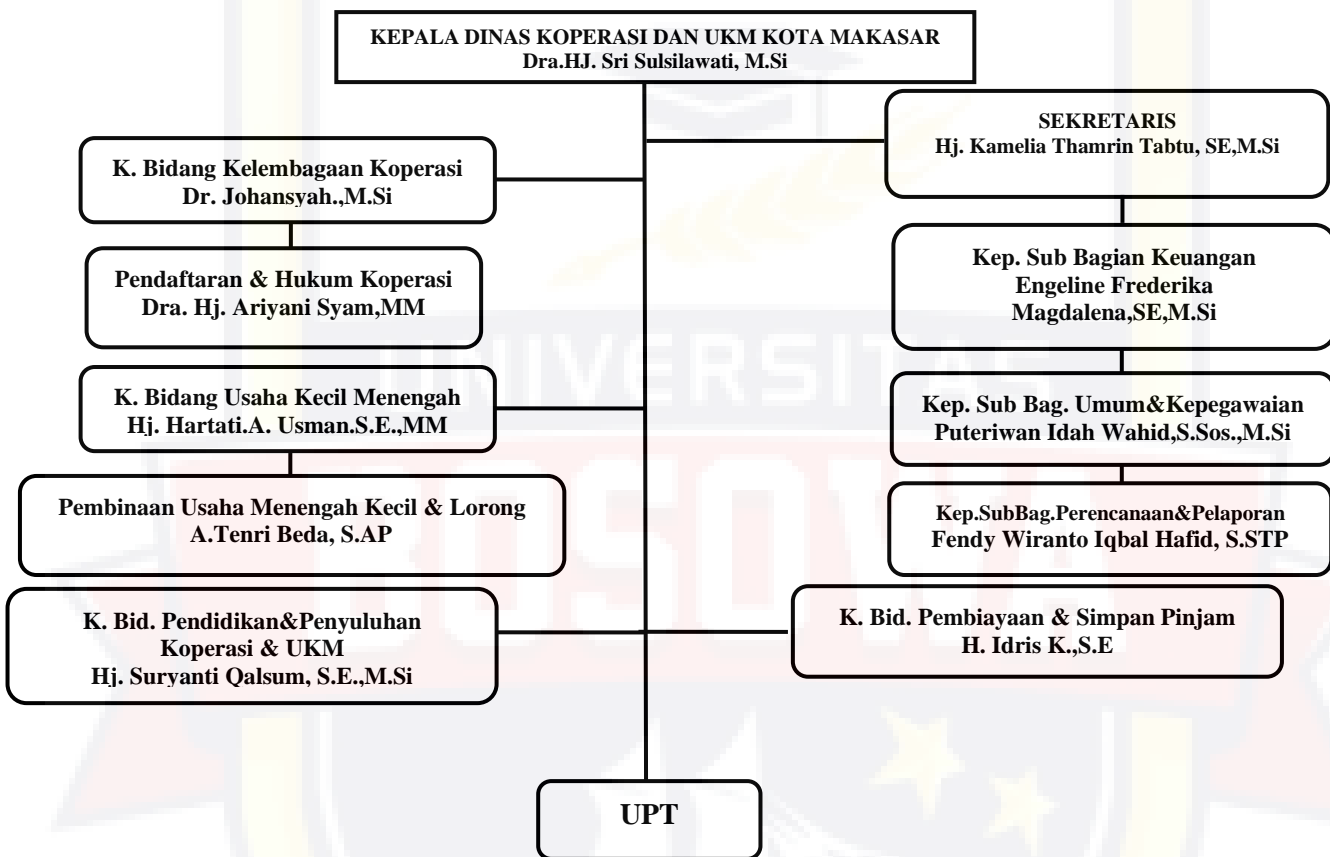 KEPALA DINAS KOPERASI DAN UKM KOTA MAKASAR
Dra.HJ. Sri Sulsilawati, M.Si
SEKRETARIS
Hj. Kamelia Thamrin Tabtu, SE,M.Si
K. Bidang Kelembagaan Koperasi
Dr. Johansyah.,M.Si
Pendaftaran & Hukum Koperasi
Dra. Hj. Ariyani Syam,MM
Kep. Sub Bagian Keuangan
Engeline Frederika
Magdalena,SE,M.Si
K. Bidang Usaha Kecil Menengah
Hj. Hartati.A. Usman.S.E.,MM
Kep. Sub Bag. Umum&Kepegawaian
Puteriwan Idah Wahid,S.Sos.,M.Si
Pembinaan Usaha Menengah Kecil & Lorong
A.Tenri Beda, S.AP
Kep.SubBag.Perencanaan&Pelaporan
Fendy Wiranto Iqbal Hafid, S.STP
K. Bid. Pendidikan&Penyuluhan
Koperasi & UKM
Hj. Suryanti Qalsum, S.E.,M.Si
K. Bid. Pembiayaan & Simpan Pinjam
H. Idris K.,S.E
UPT
UNIVERSITAS
BOSOWA